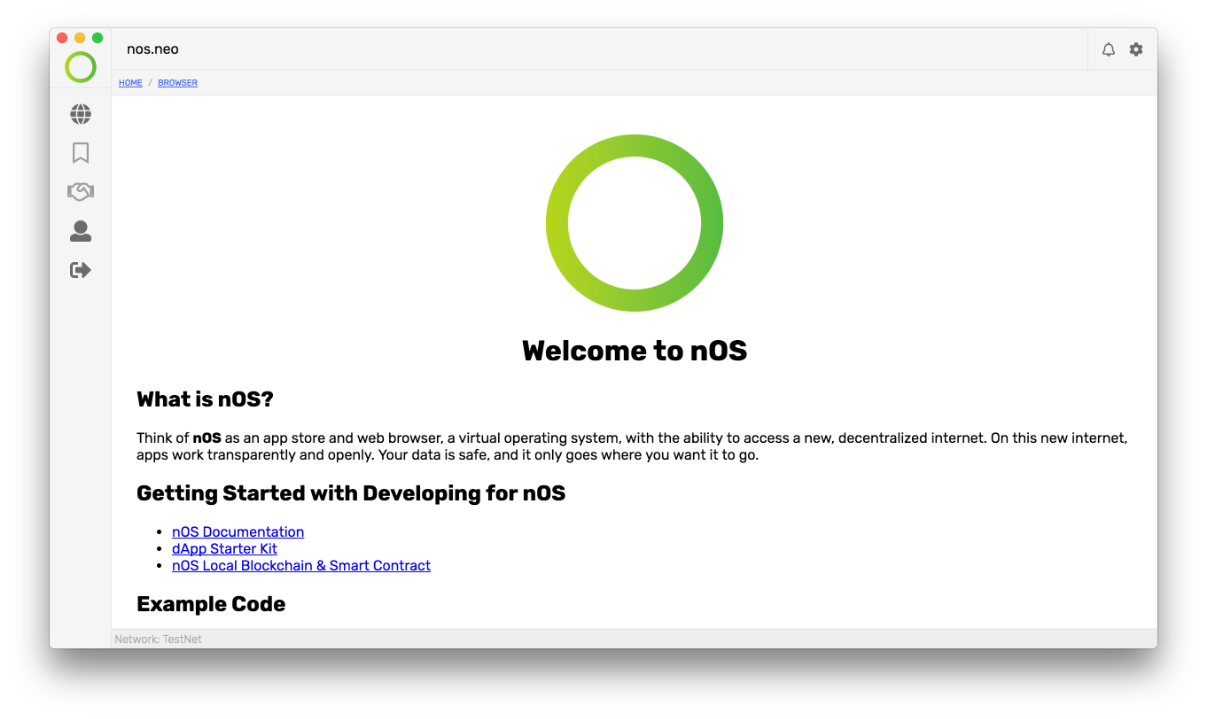 nos.neo
HOME / BROWSER
Welcome to nOS
What is nOS?
Think of nOS as an app store and web browser, a virtual operating system, with the ability to access a new, decentralized internet. On this new internet,
apps work transparently and openly. Your data is safe, and it only goes where you want it to go.
Getting Started with Developing for nOS
• nOS Documentation
• dApp Starter Kit
• nOS Local Blockchain & Smart Contract
Example Code
Network: TestNet